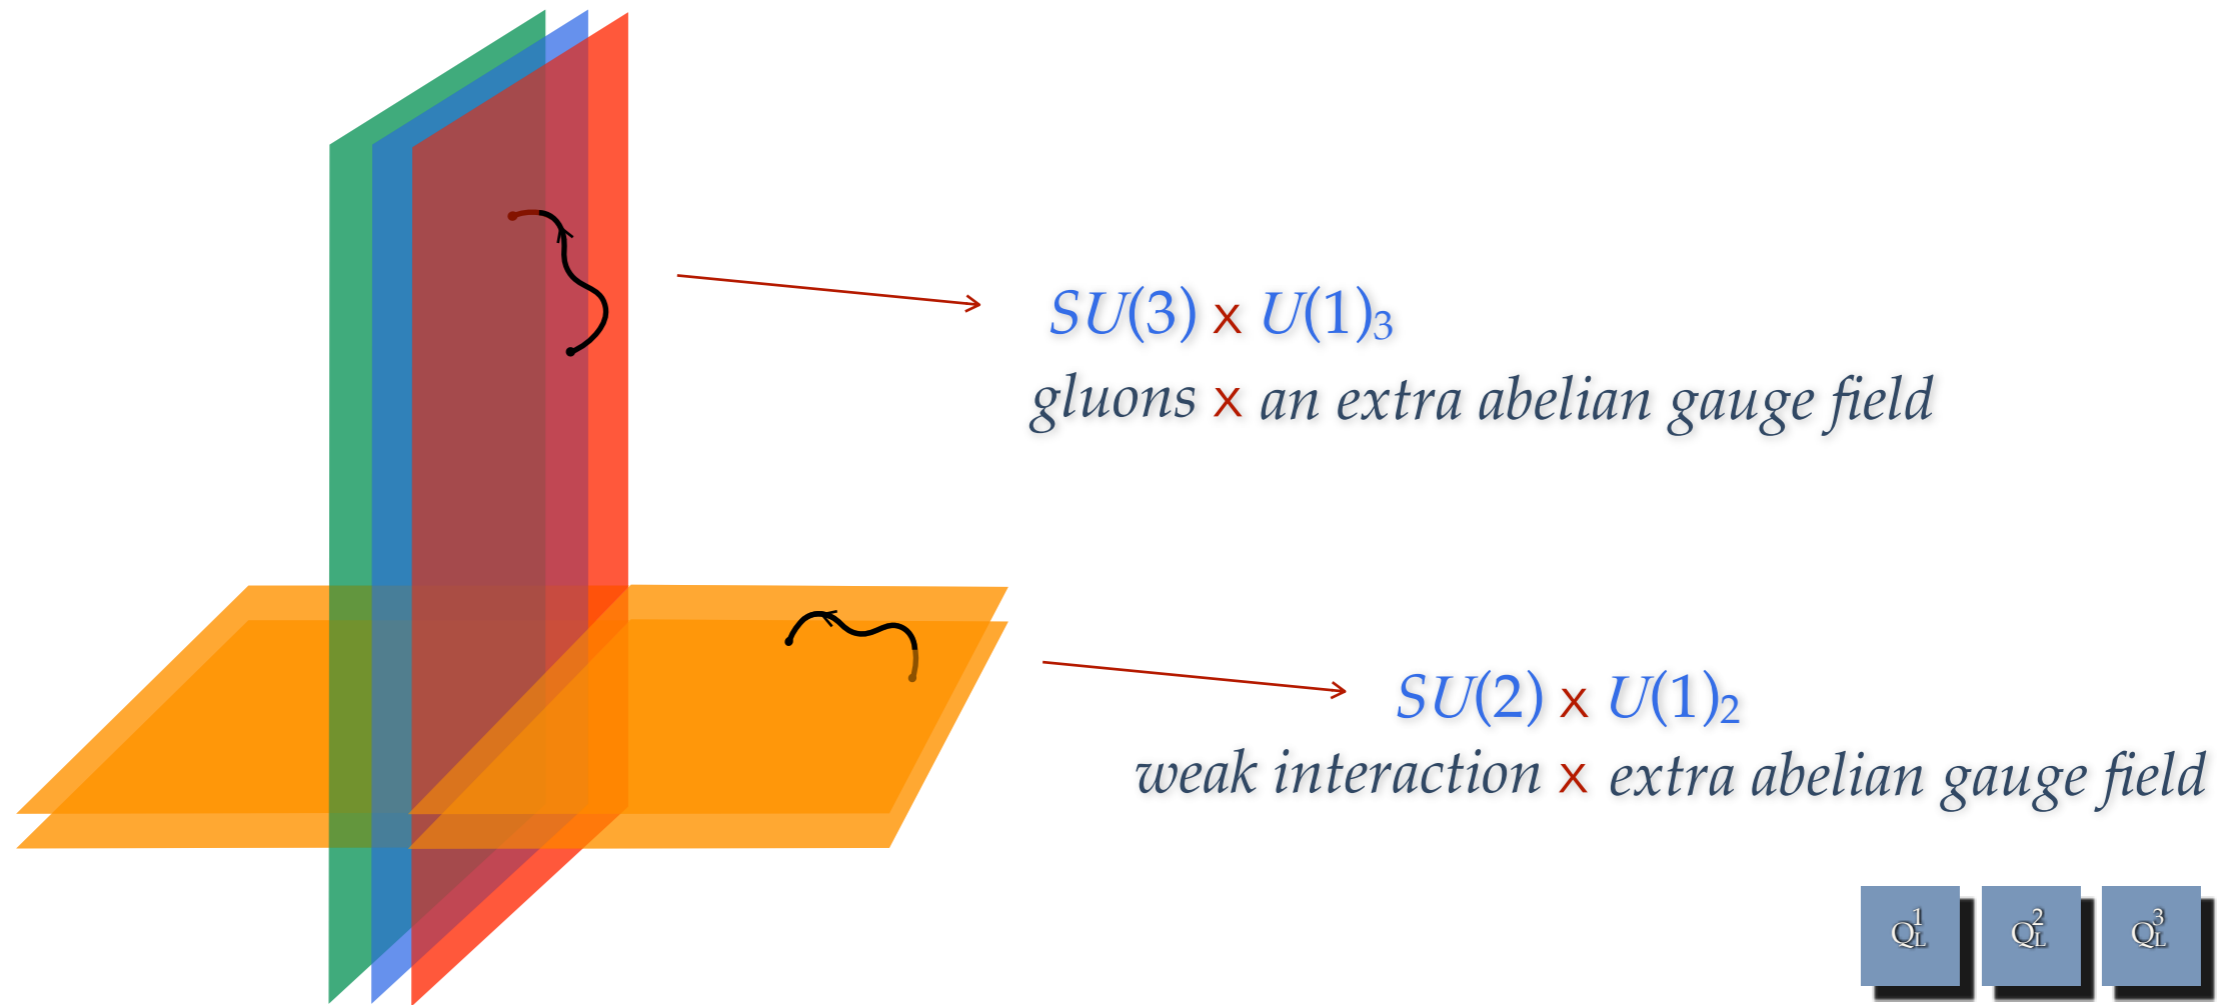 SU(3) x U(1)₃
gluons x an extra abelian gauge field
SU(2) x U(1)₂
weak interaction x extra abelian gauge field
Q¹L Q²L Q³L